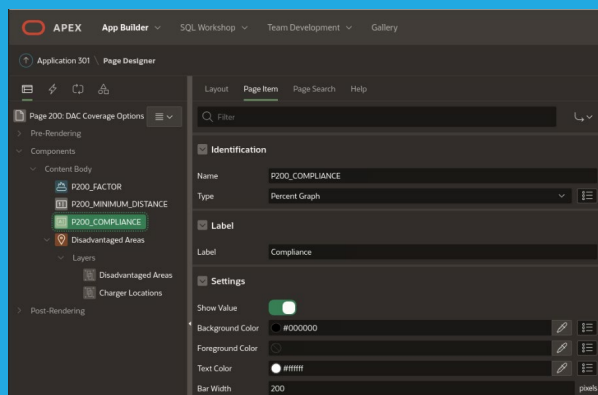 APEX App Builder SQL Workshop Team Development Gallery
Application 301 \ Page Designer
Layout Page Item Page Search Help
Page 200: DAC Coverage Options
Filter
Pre-Rendering
Components
Identification
Content Body
Name P200_COMPLIANCE
P200_FACTOR
Type Percent Graph
P200_MINIMUM_DISTANCE
P200_COMPLIANCE
Label
Disadvantaged Areas
Label Compliance
Layers
Disadvantaged Areas
Settings
Charger Locations
Show Value
Post-Rendering
Background Color #000000
Foreground Color
Text Color #ffffff
Bar Width 200 pixels